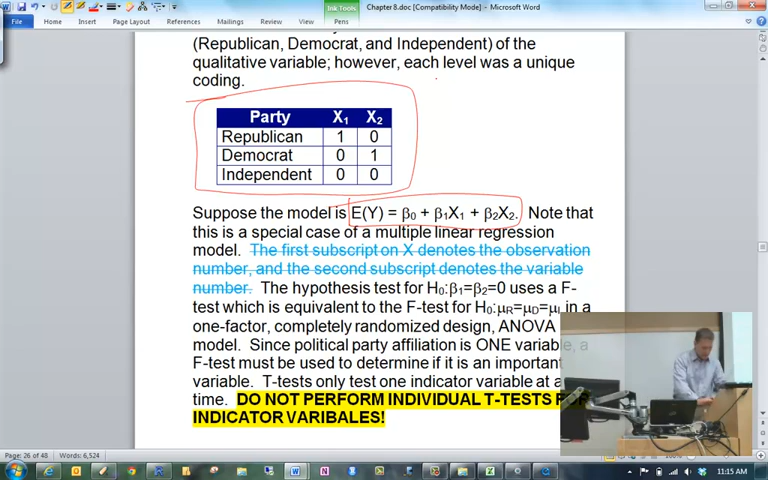 Ink Tools
Chapter 8.doc [Compatibility Mode] - Microsoft Word
File Home Insert Page Layout References Mailings Review View Pens
(Republican, Democrat, and Independent) of the
qualitative variable; however, each level was a unique
coding.
Party X1 X2
Republican 1 0
Democrat 0 1
Independent 0 0
Suppose the model is E(Y) = β0 + β1X1 + β2X2. Note that
this is a special case of a multiple linear regression
model. The first subscript on X denotes the observation
number, and the second subscript denotes the variable
number. The hypothesis test for H0:β1=β2=0 uses a F-
test which is equivalent to the F-test for H0:μR=μD=μI in a
one-factor, completely randomized design, ANOVA
model. Since political party affiliation is ONE variable, a
F-test must be used to determine if it is an important
variable. T-tests only test one indicator variable at a
time. DO NOT PERFORM INDIVIDUAL T-TESTS FOR
INDICATOR VARIBALES!
Page: 26 of 48 Words: 6,524
11:15 AM